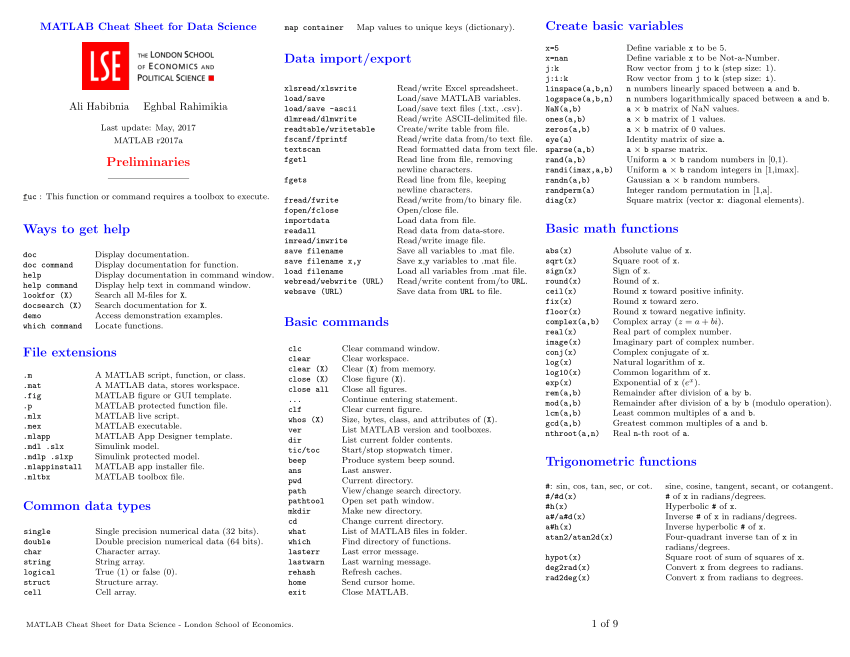 MATLAB Cheat Sheet for Data Science
LSE THE LONDON SCHOOL
OF ECONOMICS AND
POLITICAL SCIENCE
Ali Habibnia Eghbal Rahimikia
Last update: May, 2017
MATLAB r2017a
Preliminaries
fuc : This function or command requires a toolbox to execute.
Ways to get help
doc Display documentation.
doc command Display documentation for function.
help Display documentation in command window.
help command Display help text in command window.
lookfor (X) Search all M-files for X.
docsearch (X) Search documentation for X.
demo Access demonstration examples.
which command Locate functions.
File extensions
.m A MATLAB script, function, or class.
.mat A MATLAB data, stores workspace.
.fig MATLAB figure or GUI template.
.p MATLAB protected function file.
.mlx MATLAB live script.
.mex MATLAB executable.
.mlapp MATLAB App Designer template.
.mdl .slx Simulink model.
.mdlp .slxp Simulink protected model.
.mlappinstall MATLAB app installer file.
.mltbx MATLAB toolbox file.
Common data types
single Single precision numerical data (32 bits).
double Double precision numerical data (64 bits).
char Character array.
string String array.
logical True (1) or false (0).
struct Structure array.
cell Cell array.
map container Map values to unique keys (dictionary).
Data import/export
xlsread/xlswrite Read/write Excel spreadsheet.
load/save Load/save MATLAB variables.
load/save -ascii Load/save text files (.txt, .csv).
dlmread/dlmwrite Read/write ASCII-delimited file.
readtable/writetable Create/write table from file.
fscanf/fprintf Read/write data from/to text file.
textscan Read formatted data from text file.
fgetl Read line from file, removing
newline characters.
fgets Read line from file, keeping
newline characters.
fread/fwrite Read/write from/to binary file.
fopen/fclose Open/close file.
importdata Load data from file.
readall Read data from data-store.
imread/imwrite Read/write image file.
save filename Save all variables to .mat file.
save filename x,y Save x,y variables to .mat file.
load filename Load all variables from .mat file.
webread/webwrite (URL) Read/write content from/to URL.
websave (URL) Save data from URL to file.
Basic commands
clc Clear command window.
clear Clear workspace.
clear (X) Clear (X) from memory.
close (X) Close figure (X).
close all Close all figures.
... Continue entering statement.
clf Clear current figure.
whos (X) Size, bytes, class, and attributes of (X).
ver List MATLAB version and toolboxes.
dir List current folder contents.
tic/toc Start/stop stopwatch timer.
beep Produce system beep sound.
ans Last answer.
pwd Current directory.
path View/change search directory.
pathtool Open set path window.
mkdir Make new directory.
cd Change current directory.
what List of MATLAB files in folder.
which Find directory of functions.
lasterr Last error message.
lastwarn Last warning message.
rehash Refresh caches.
home Send cursor home.
exit Close MATLAB.
Create basic variables
x=5 Define variable x to be 5.
x=nan Define variable x to be Not-a-Number.
j:k Row vector from j to k (step size: 1).
j:i:k Row vector from j to k (step size: i).
linspace(a,b,n) n numbers linearly spaced between a and b.
logspace(a,b,n) n numbers logarithmically spaced between a and b.
NaN(a,b) a × b matrix of NaN values.
ones(a,b) a × b matrix of 1 values.
zeros(a,b) a × b matrix of 0 values.
eye(a) Identity matrix of size a.
sparse(a,b) a × b sparse matrix.
rand(a,b) Uniform a × b random numbers in [0,1).
randi(imax,a,b) Uniform a × b random integers in [1,imax].
randn(a,b) Gaussian a × b random numbers.
randperm(a) Integer random permutation in [1,a].
diag(x) Square matrix (vector x: diagonal elements).
Basic math functions
abs(x) Absolute value of x.
sqrt(x) Square root of x.
sign(x) Sign of x.
round(x) Round of x.
ceil(x) Round x toward positive infinity.
fix(x) Round x toward zero.
floor(x) Round x toward negative infinity.
complex(a,b) Complex array (z = a + bi).
real(x) Real part of complex number.
image(x) Imaginary part of complex number.
conj(x) Complex conjugate of x.
log(x) Natural logarithm of x.
log10(x) Common logarithm of x.
exp(x) Exponential of x (eˣ).
rem(a,b) Remainder after division of a by b.
mod(a,b) Remainder after division of a by b (modulo operation).
lcm(a,b) Least common multiples of a and b.
gcd(a,b) Greatest common multiples of a and b.
nthroot(a,n) Real n-th root of a.
Trigonometric functions
#: sin, cos, tan, sec, or cot. sine, cosine, tangent, secant, or cotangent.
#/#d(x) # of x in radians/degrees.
#h(x) Hyperbolic # of x.
a#/a#d(x) Inverse # of x in radians/degrees.
a#h(x) Inverse hyperbolic # of x.
atan2/atan2d(x) Four-quadrant inverse tan of x in
radians/degrees.
hypot(x) Square root of sum of squares of x.
deg2rad(x) Convert x from degrees to radians.
rad2deg(x) Convert x from radians to degrees.
MATLAB Cheat Sheet for Data Science - London School of Economics.
1 of 9